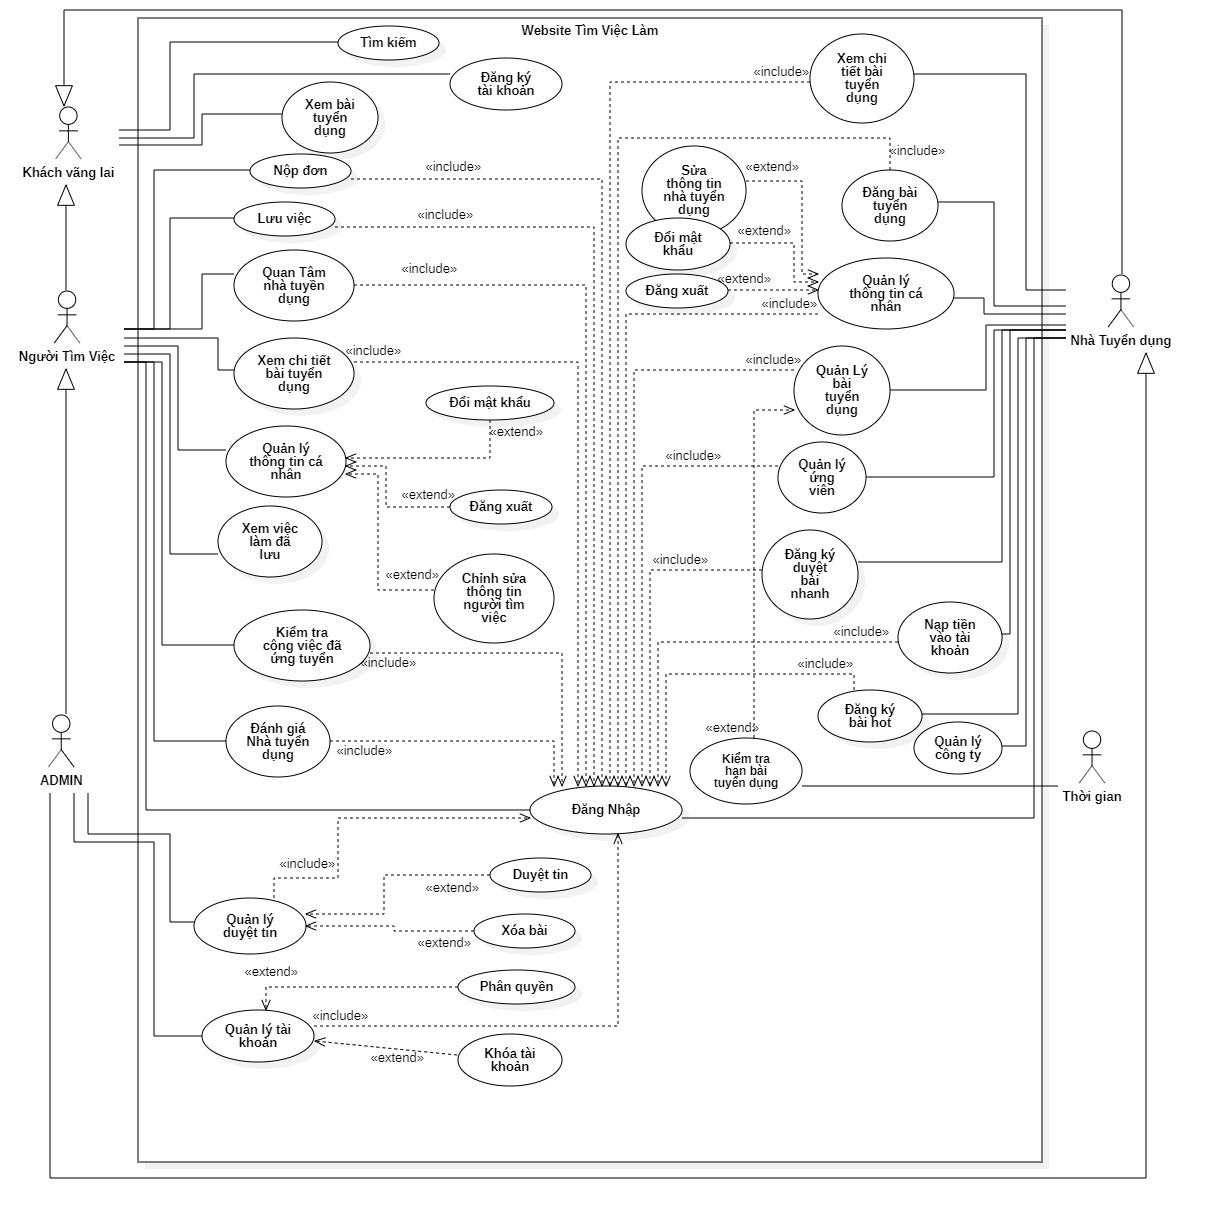 Website Tìm Việc Làm
Tìm kiếm
Đăng ký
tài khoản
Xem bài
tuyển
dụng
Khách vãng lai
Nộp đơn
«include»
Lưu việc
«include»
Quan Tâm
nhà tuyền
dụng
«include»
Người Tìm Việc
Xem chi tiết
bài tuyển
dụng
«include»
Đổi mật khẩu
«extend»
Quản lý
thông tin cá
nhân
Đăng xuất
«extend»
Xem việc
làm đã
lưu
Chỉnh sửa
thông tin
người tìm
việc
«extend»
Kiểm tra
công việc đã
ứng tuyển
«include»
Đánh giá
Nhà tuyển
dụng
«include»
ADMIN
Xem chi
tiết bài
tuyển
dụng
«include»
«include»
Sửa
thông tin
nhà tuyển
dụng
«extend»
Đăng bài
tuyển
dụng
Đổi mật
khẩu
«extend»
Đăng xuất
«extend»
Quản lý
thông tin cá
nhân
«include»
Nhà Tuyển dụng
Quản Lý
bài
tuyển
dụng
«include»
Quản lý
ứng
viên
«include»
Đăng ký
duyệt
bài
nhanh
«include»
Nạp tiền
vào tài
khoản
«include»
«include»
Đăng ký
bài hot
Quản lý
công ty
«extend»
Kiểm tra
hạn bài
tuyển dụng
Thời gian
Đăng Nhập
«include»
Quản lý
duyệt tin
Duyệt tin
«extend»
Xóa bài
«extend»
«extend»
Phân quyền
Quản lý tài
khoản
«include»
Khóa tài
khoản
«extend»